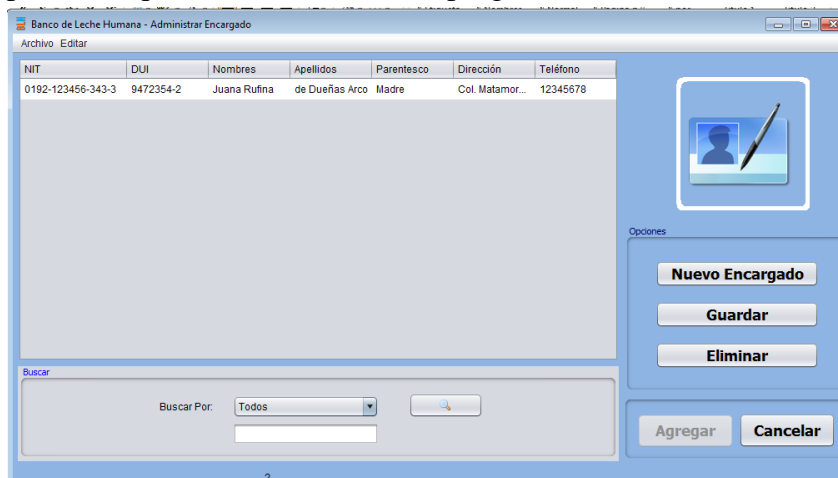 Banco de Leche Humana - Administrar Encargado
Archivo Editar
NIT DUI Nombres Apellidos Parentesco Dirección Teléfono
0192-123456-343-3 9472354-2 Juana Rufina de Dueñas Arco Madre Col. Matamor... 12345678
Opciones
Nuevo Encargado
Guardar
Eliminar
Buscar
Buscar Por: Todos
Agregar Cancelar